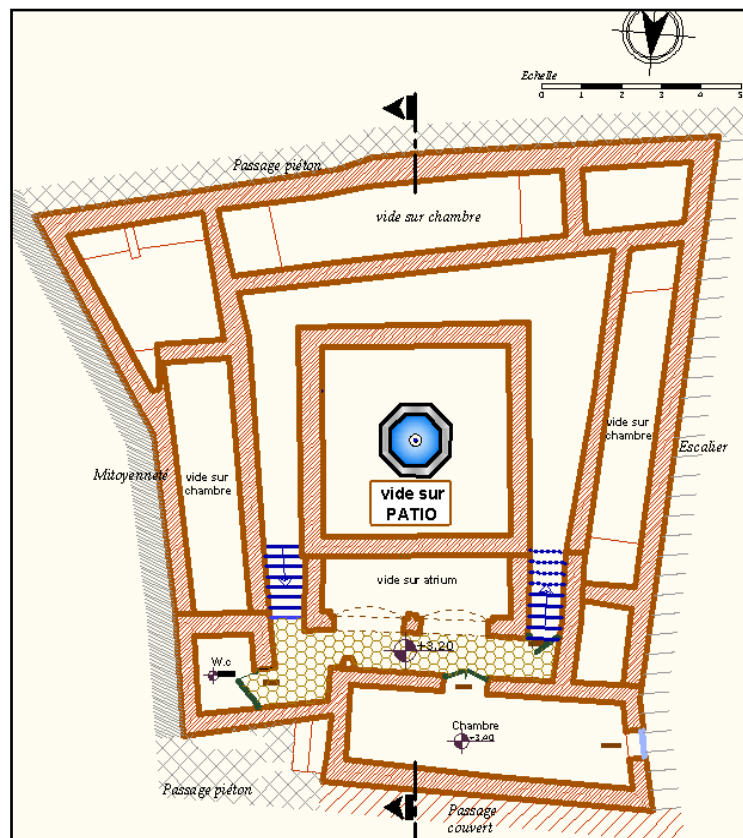 Echelle
0 1 2 3 4 5
Passage piéton
vide sur chambre
vide sur
chambre
Escalier
Mitoyenneté
vide sur
chambre
vide sur
PATIO
vide sur atrium
+3,20
W.c
Chambre
+3.40
Passage piéton
Passage
couvert